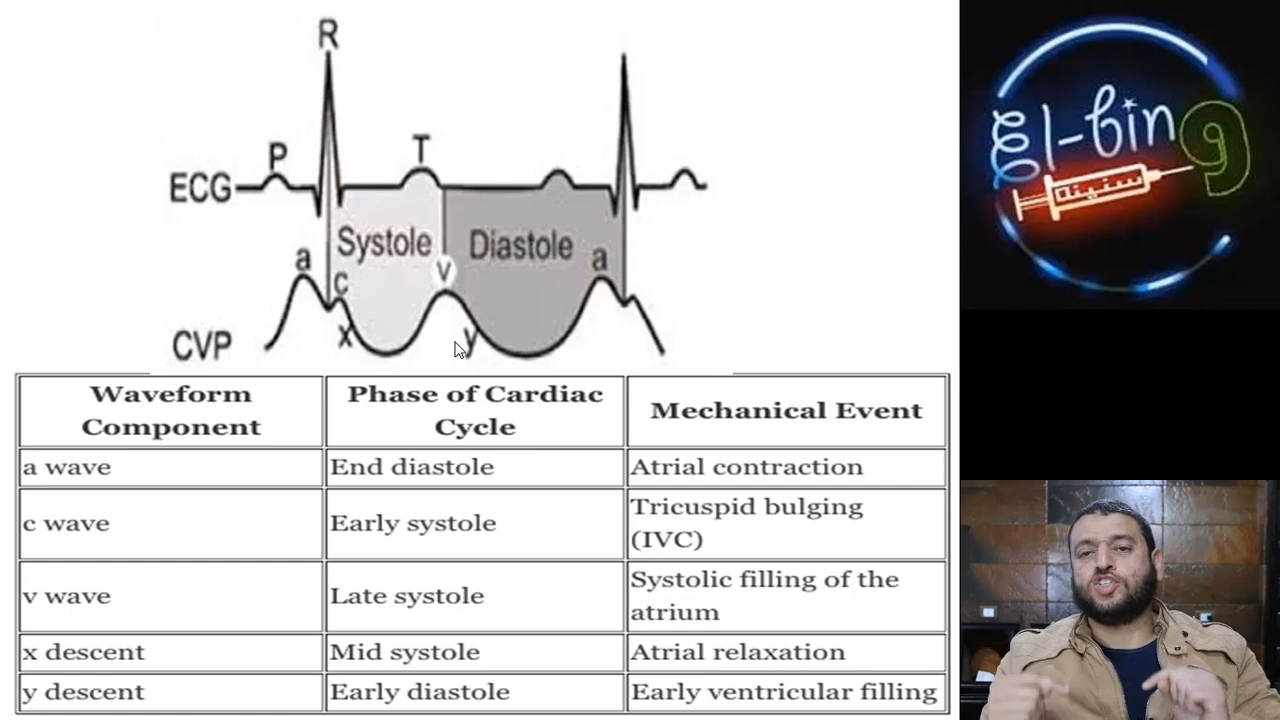 R
P
T
ECG
Systole
Diastole
a
c
v
a
x
y
CVP
Waveform Component
Phase of Cardiac Cycle
Mechanical Event
a wave
End diastole
Atrial contraction
c wave
Early systole
Tricuspid bulging
(IVC)
v wave
Late systole
Systolic filling of the
atrium
x descent
Mid systole
Atrial relaxation
y descent
Early diastole
Early ventricular filling
El-bing
سنينه